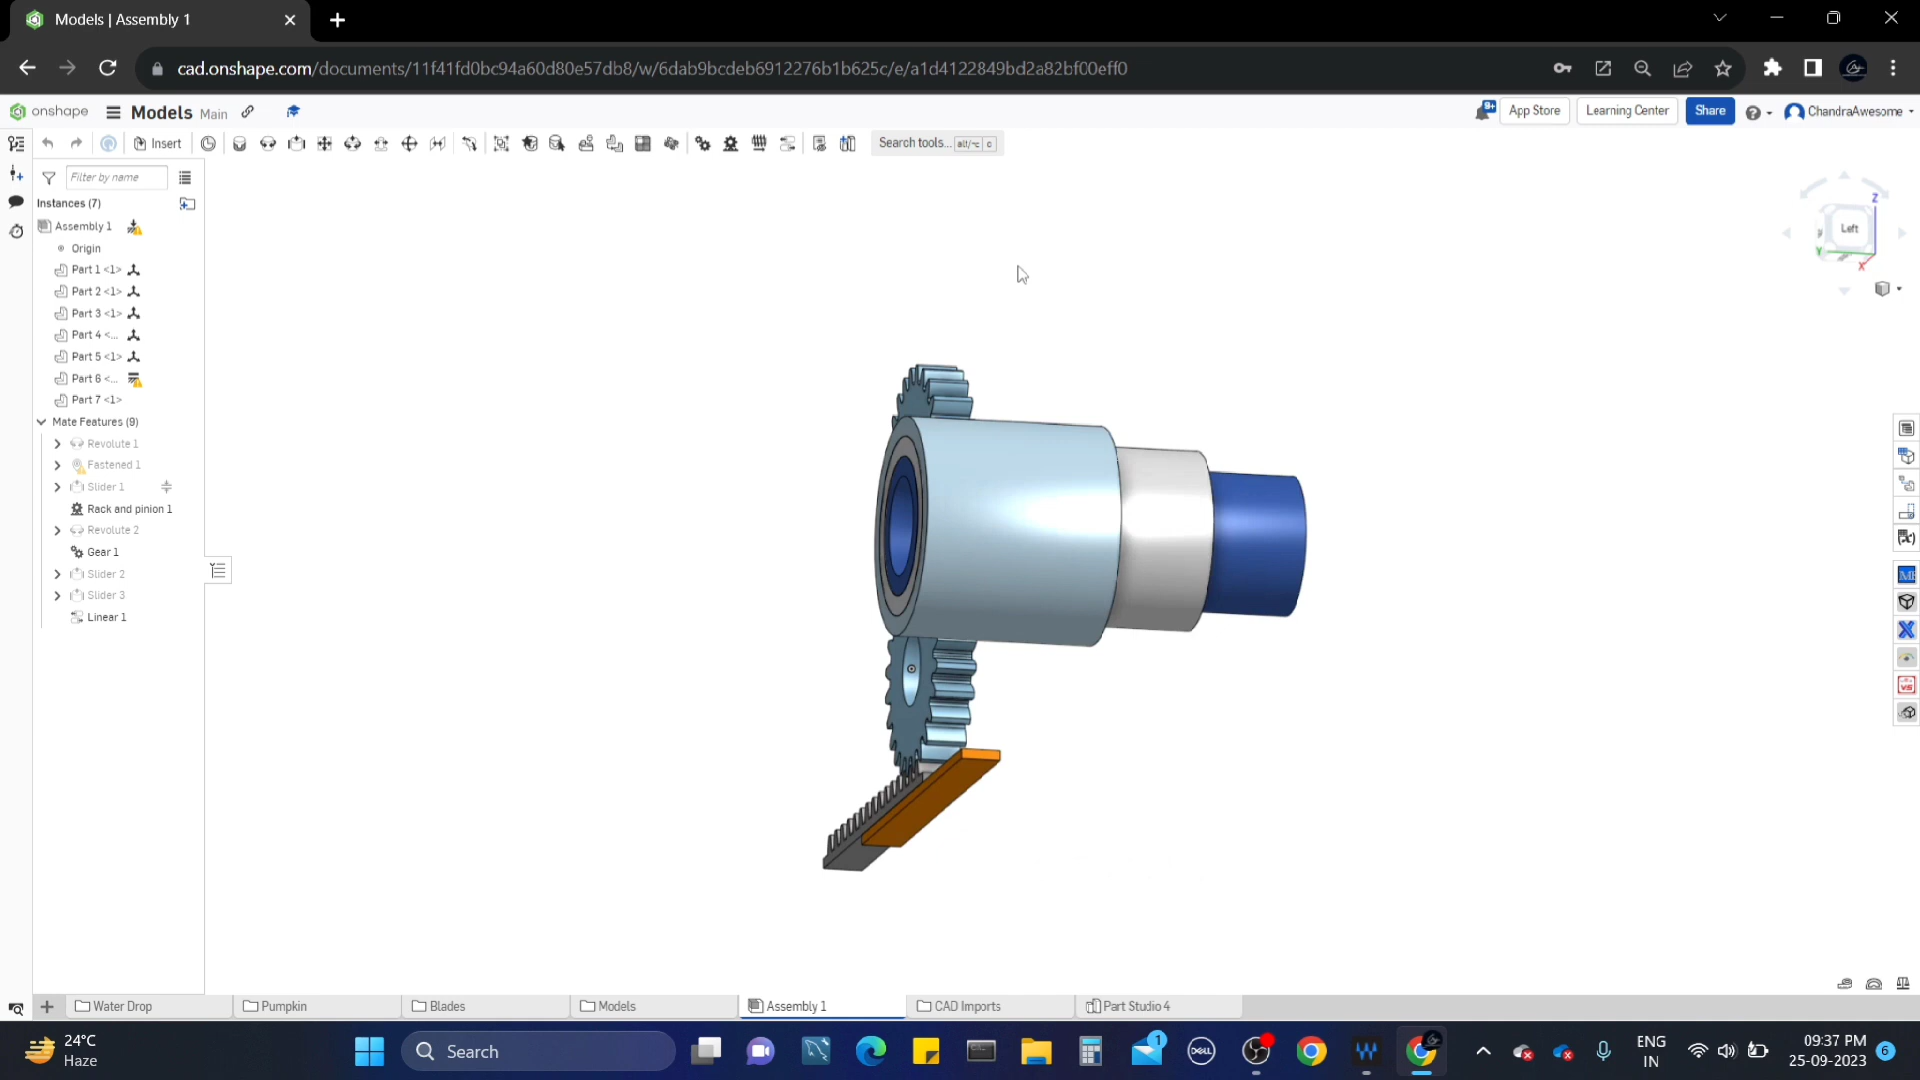 Models | Assembly 1
cad.onshape.com/documents/11f41fd0bc94a60d80e57db8/w/6dab9bcdeb6912276b1b625c/e/a1d4122849bd2a82bf00eff0
onshape Models Main App Store Learning Center Share ChandraAwesome
Insert Search tools... alt/⌥ c
Filter by name
Instances (7)
Assembly 1
Origin
Part 1 <1>
Part 2 <1>
Part 3 <1>
Part 4 <...
Part 5 <1>
Part 6 <...
Part 7 <1>
Mate Features (9)
Revolute 1
Fastened 1
Slider 1
Rack and pinion 1
Revolute 2
Gear 1
Slider 2
Slider 3
Linear 1
Left
Z
Y
X
Water Drop Pumpkin Blades Models Assembly 1 CAD Imports Part Studio 4
24°C
Haze
Search
DELL
1
ENG
IN
09:37 PM
25-09-2023
6